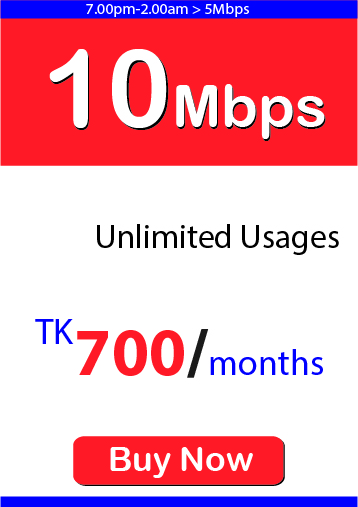 7.00pm-2.00am > 5Mbps
10Mbps
Unlimited Usages
TK700/months
Buy Now